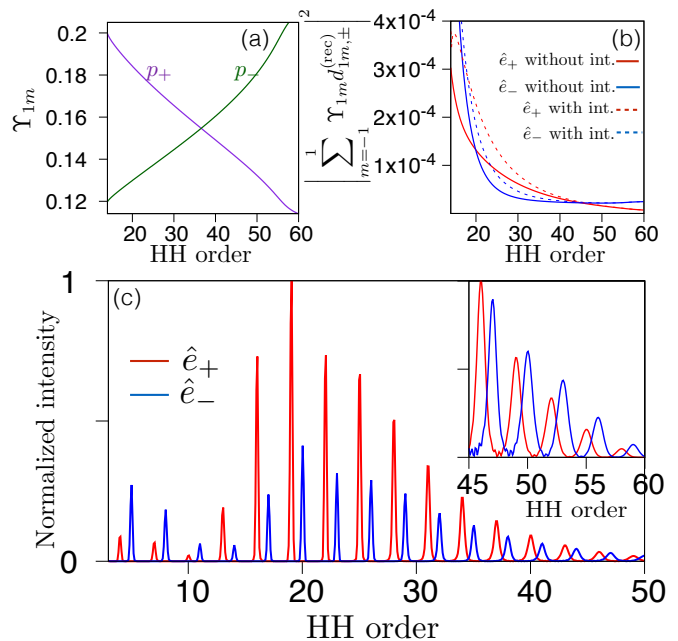 (a)
0.2
0.18
0.16
0.14
0.12
Υ1m
p+
p−
20 30 40 50 60
HH order
(b)
|∑_{m=-1}^{1} Υ1m d^{(rec)}_{1m,±}|^2
4x10-4
3x10-4
2x10-4
1x10-4
ê+ without int.
ê− without int.
ê+ with int.
ê− with int.
20 30 40 50 60
HH order
(c)
1
0
Normalized intensity
ê+
ê−
10 20 30 40 50
HH order
45 50 55 60
HH order